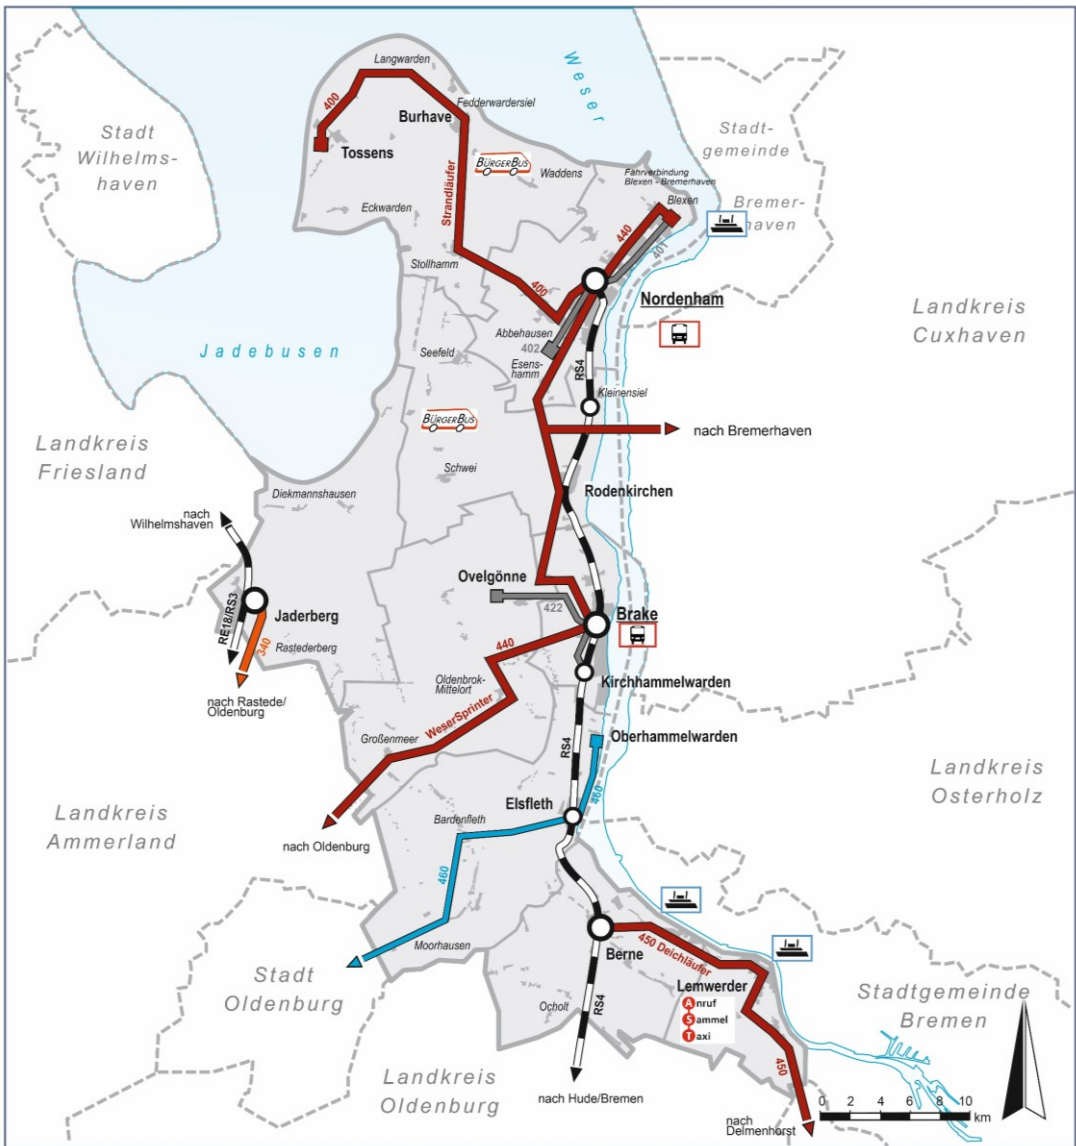 Langwarden
400
Fedderwardersiel
Burhave
Tossens
Stadt
Wilhelms-
haven
Weser
Stadt-
gemeinde
Bremer-
haven
BÜRGERBUS
Waddens
Fährverbindung
Blexen - Bremerhaven
Blexen
Eckwarden
Strandläufer
440
401
Stollhamm
400
Nordenham
Landkreis
Cuxhaven
Abbehausen
402
Esens-
hamm
RS4
Seefeld
Jadebusen
Kleinensiel
BÜRGERBUS
nach Bremerhaven
Landkreis
Friesland
Schwei
Diekmannshausen
Rodenkirchen
nach
Wilhelmshaven
Ovelgönne
422
Brake
Jaderberg
RE18/RS3
340
Rastederberg
440
Oldenbrok-
Mittelort
Kirchhammelwarden
nach Rastede/
Oldenburg
WeserSprinter
Großenmeer
RS4
Oberhammelwarden
Landkreis
Osterholz
460
Elsfleth
Landkreis
Ammerland
Bardenfleth
nach Oldenburg
460
Moorhausen
450 Deichläufer
Berne
Stadt
Oldenburg
Lemwerder
Anruf
Sammel
Taxi
Stadtgemeinde
Bremen
Ocholt
RS4
450
Landkreis
Oldenburg
nach Hude/Bremen
nach
Delmenhorst
0 2 4 6 8 10
km